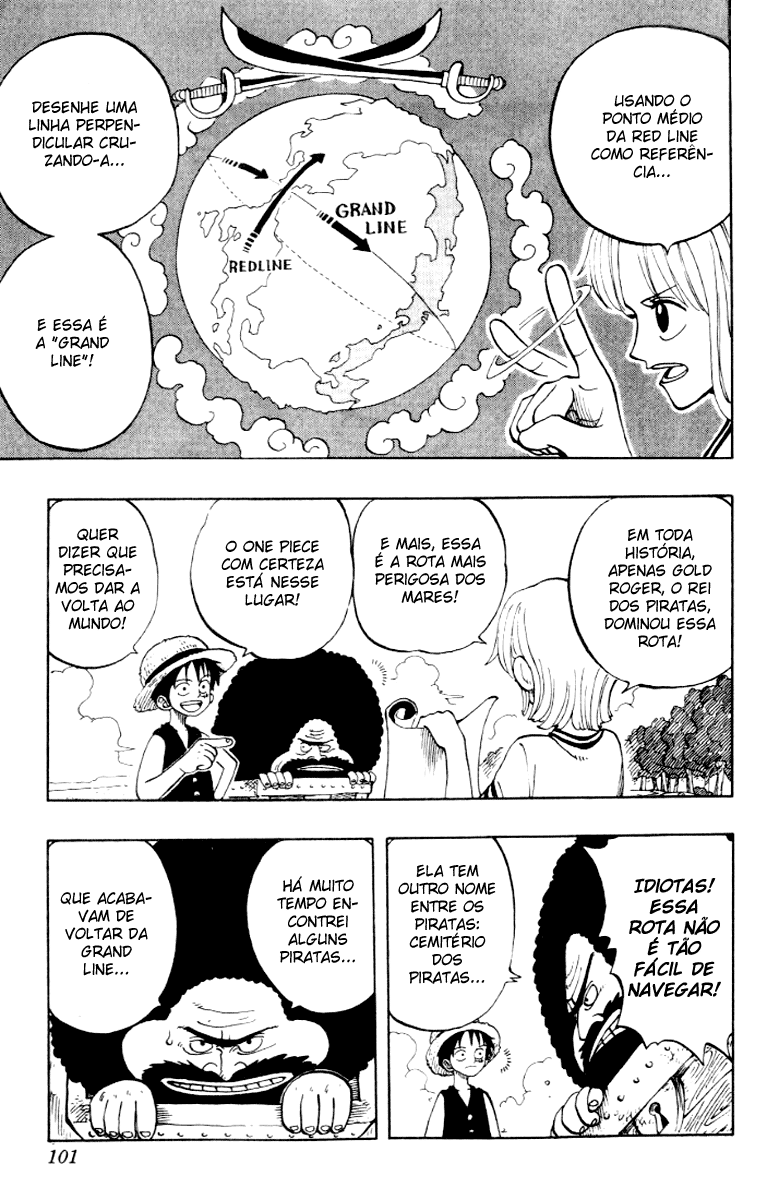 USANDO O
PONTO MÉDIO
DA RED LINE
COMO REFERÊN-
CIA...
DESENHE UMA
LINHA PERPEN-
DICULAR CRU-
ZANDO-A...
GRAND
LINE
REDLINE
E ESSA É
A "GRAND
LINE"!
EM TODA
HISTÓRIA,
APENAS GOLD
ROGER, O REI
DOS PIRATAS,
DOMINOU ESSA
ROTA!
E MAIS, ESSA
É A ROTA MAIS
PERIGOSA DOS
MARES!
O ONE PIECE
COM CERTEZA
ESTÁ NESSE
LUGAR!
QUER
DIZER QUE
PRECISA-
MOS DAR A
VOLTA AO
MUNDO!
IDIOTAS!
ESSA
ROTA NÃO
É TÃO
FÁCIL DE
NAVEGAR!
ELA TEM
OUTRO NOME
ENTRE OS
PIRATAS:
CEMITÉRIO
DOS
PIRATAS...
HÁ MUITO
TEMPO EN-
CONTREI
ALGUNS
PIRATAS...
QUE ACABA-
VAM DE
VOLTAR DA
GRAND
LINE...
101